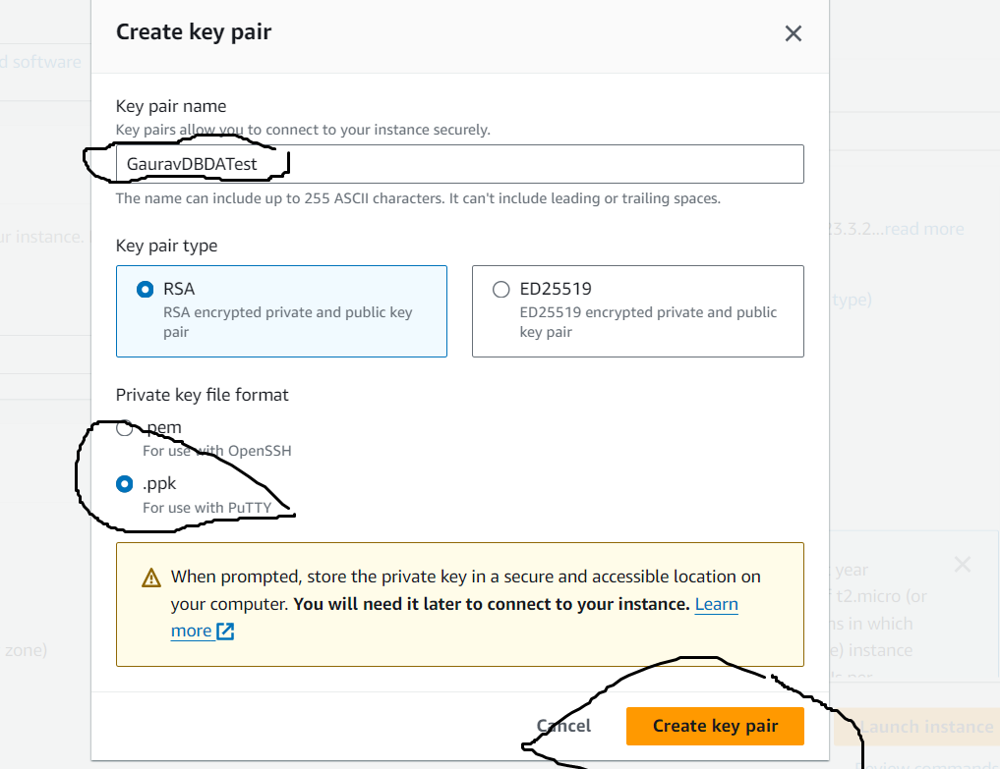 Create key pair
d software
Key pair name
Key pairs allow you to connect to your instance securely.
GauravDBDATest
The name can include up to 255 ASCII characters. It can't include leading or trailing spaces.
ur instance.
23.3.2...read more
Key pair type
RSA
RSA encrypted private and public key
pair
ED25519
ED25519 encrypted private and public
key pair
type)
Private key file format
.pem
For use with OpenSSH
.ppk
For use with PuTTY
When prompted, store the private key in a secure and accessible location on
your computer. You will need it later to connect to your instance. Learn
more
year
t2.micro (or
ns in which
e) instance
zone)
Cancel
Create key pair
Launch instance
Review commands